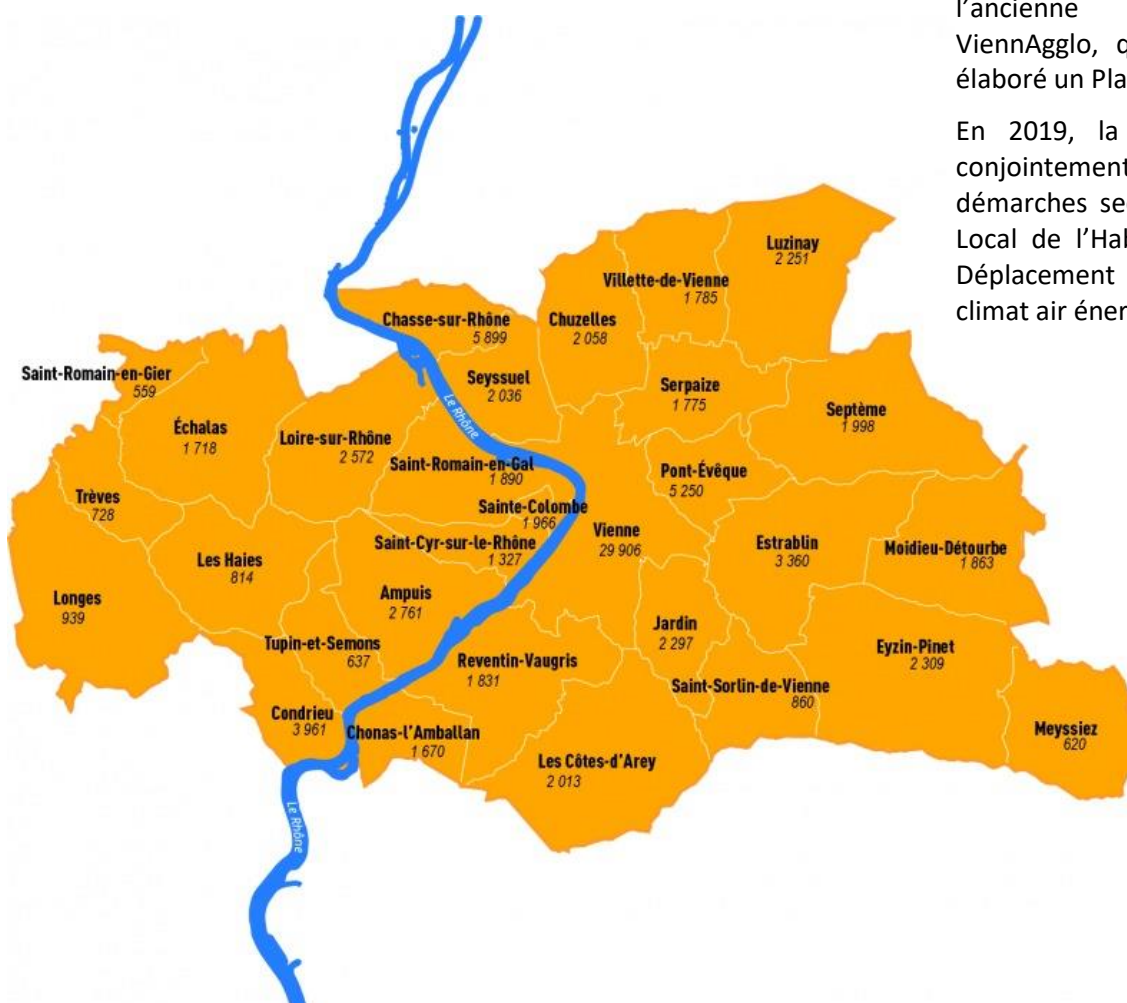 l'ancienne
ViennAgglo,
élaboré un
En 2019, la
conjointement
démarches
Local de
Déplacement
climat air
Luzinay
2 251
Villette-de-Vienne
1 785
Chasse-sur-Rhône
5 899
Chuzelles
2 058
Saint-Romain-en-Gier
559
Seyssuel
2 036
Serpaize
1 775
Septème
1 998
Le Rhône
Échalas
1 718
Loire-sur-Rhône
2 572
Saint-Romain-en-Gal
1 890
Pont-Évêque
5 250
Trèves
728
Sainte-Colombe
1 966
Vienne
29 906
Saint-Cyr-sur-le-Rhône
1 327
Estrablin
3 360
Moidieu-Détourbe
1 863
Les Haies
814
Ampuis
2 761
Longes
939
Jardin
2 297
Tupin-et-Semons
637
Reventin-Vaugris
1 831
Eyzin-Pinet
2 309
Saint-Sorlin-de-Vienne
860
Condrieu
3 961
Chonas-l'Amballan
1 670
Meyssiez
620
Les Côtes-d'Arey
2 013
Le Rhône